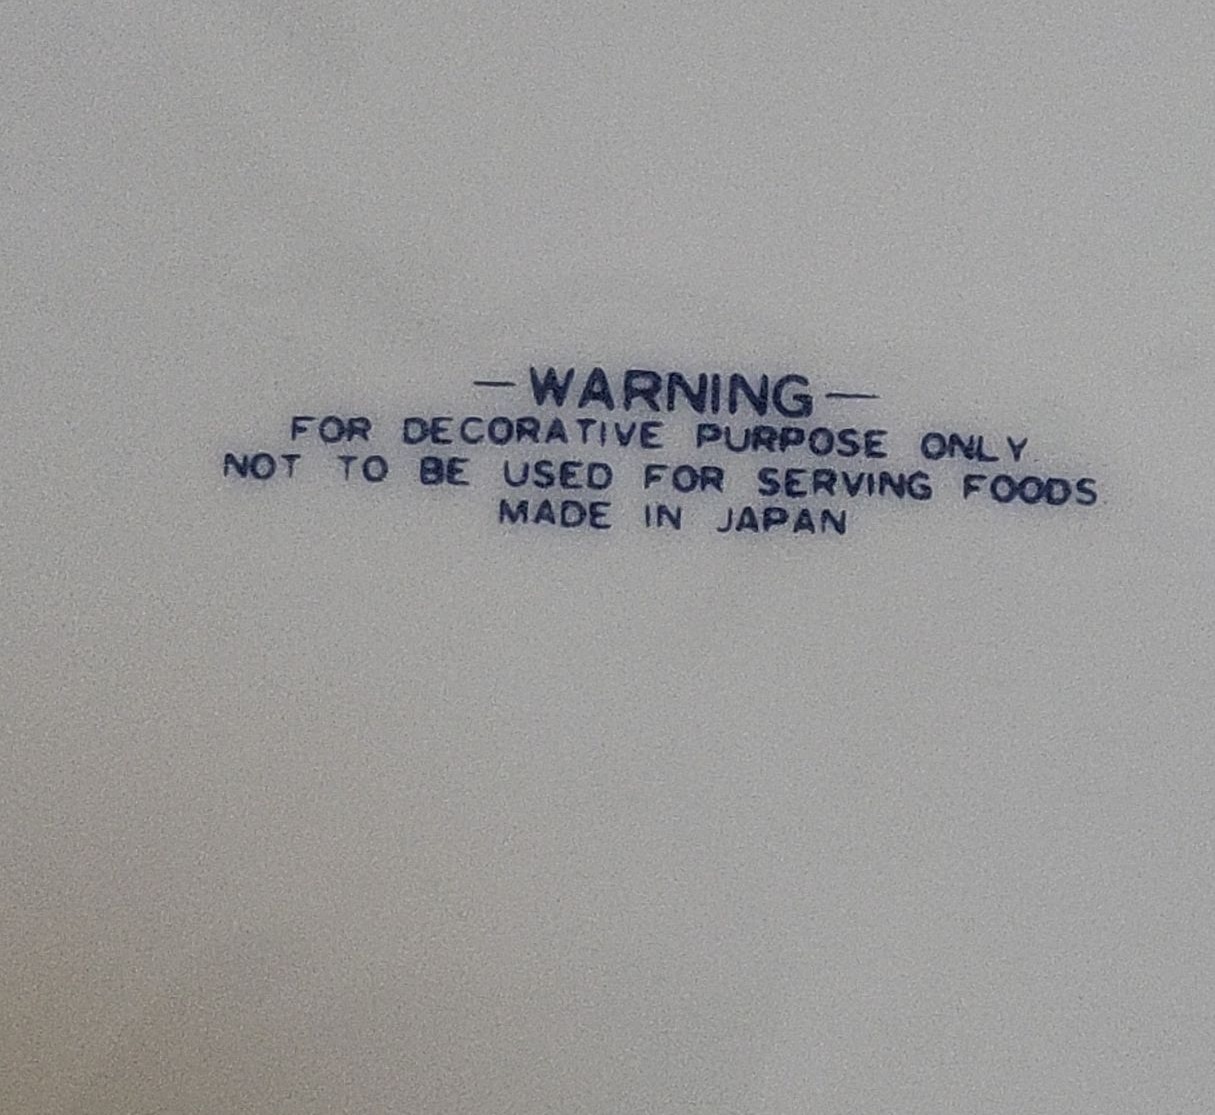 —WARNING—
FOR DECORATIVE PURPOSE ONLY
NOT TO BE USED FOR SERVING FOODS
MADE IN JAPAN